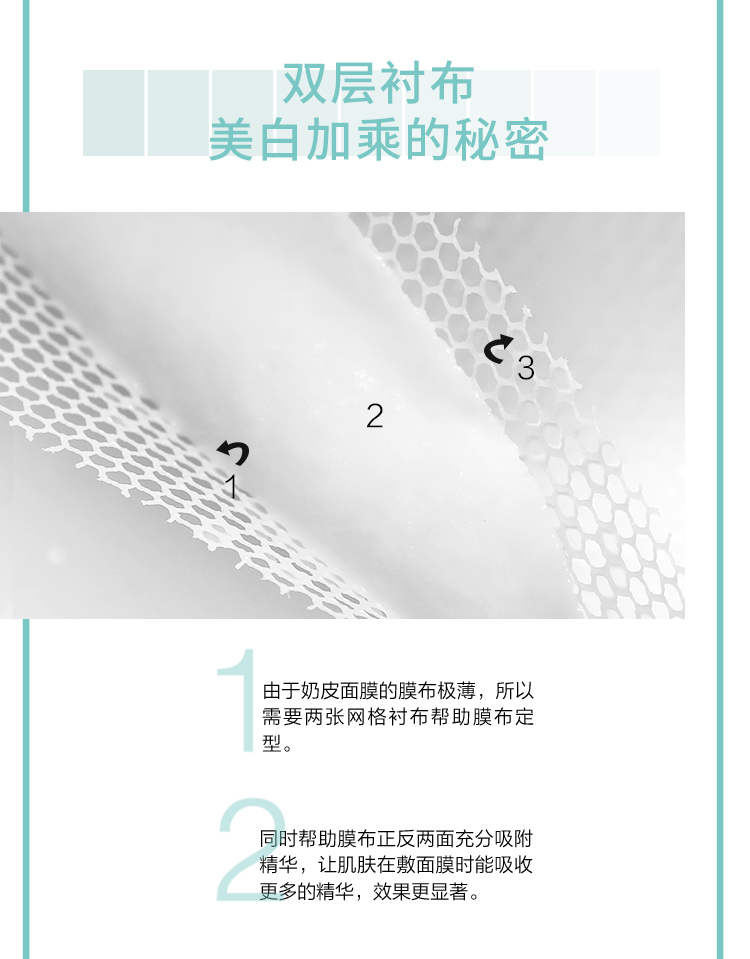 双层衬布
美白加乘的秘密
3
2
1
1
由于奶皮面膜的膜布极薄，所以
需要两张网格衬布帮助膜布定
型。
2
同时帮助膜布正反两面充分吸附
精华，让肌肤在敷面膜时能吸收
更多的精华，效果更显著。